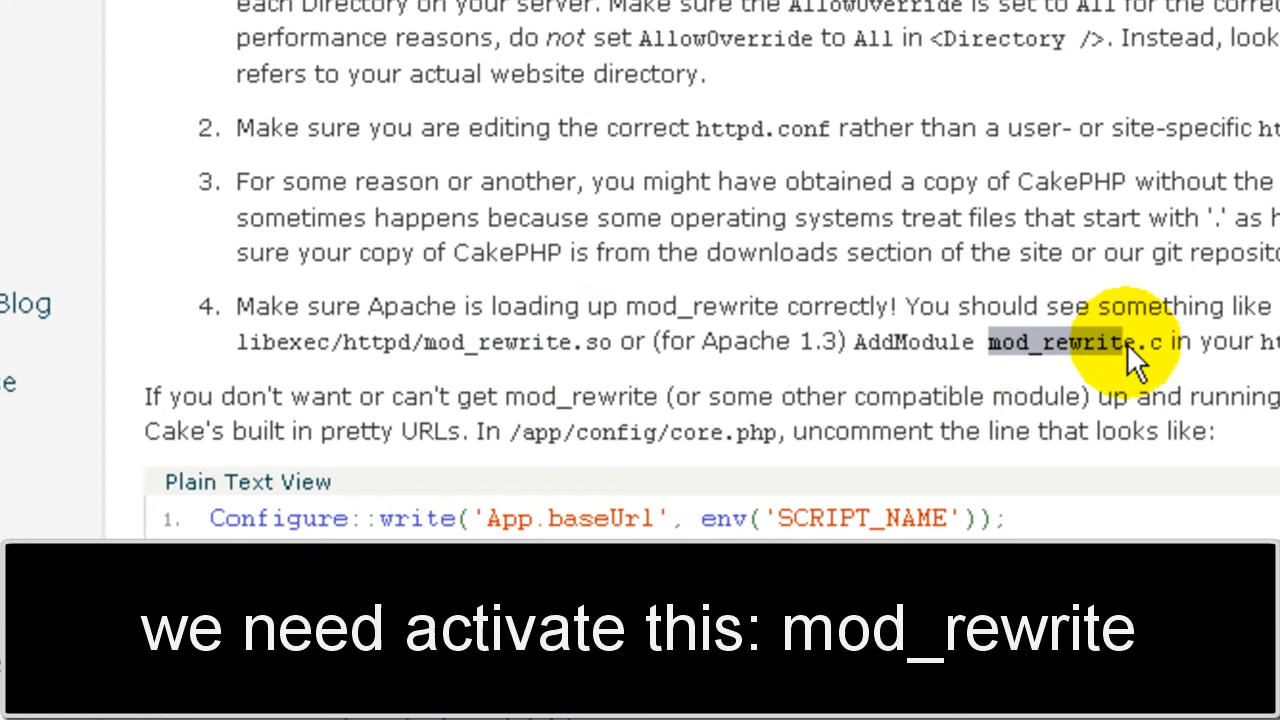 each Directory on your server. Make sure the AllowOverride is set to All for the correc
performance reasons, do not set AllowOverride to All in <Directory />. Instead, look
refers to your actual website directory.
2. Make sure you are editing the correct httpd.conf rather than a user- or site-specific ht
3. For some reason or another, you might have obtained a copy of CakePHP without the
sometimes happens because some operating systems treat files that start with '.' as h
sure your copy of CakePHP is from the downloads section of the site or our git reposito
Blog
4. Make sure Apache is loading up mod_rewrite correctly! You should see something like
libexec/httpd/mod_rewrite.so or (for Apache 1.3) AddModule mod_rewrite.c in your ht
If you don't want or can't get mod_rewrite (or some other compatible module) up and running
Cake's built in pretty URLs. In /app/config/core.php, uncomment the line that looks like:
Plain Text View
1. Configure::write('App.baseUrl', env('SCRIPT_NAME'));
we need activate this: mod_rewrite